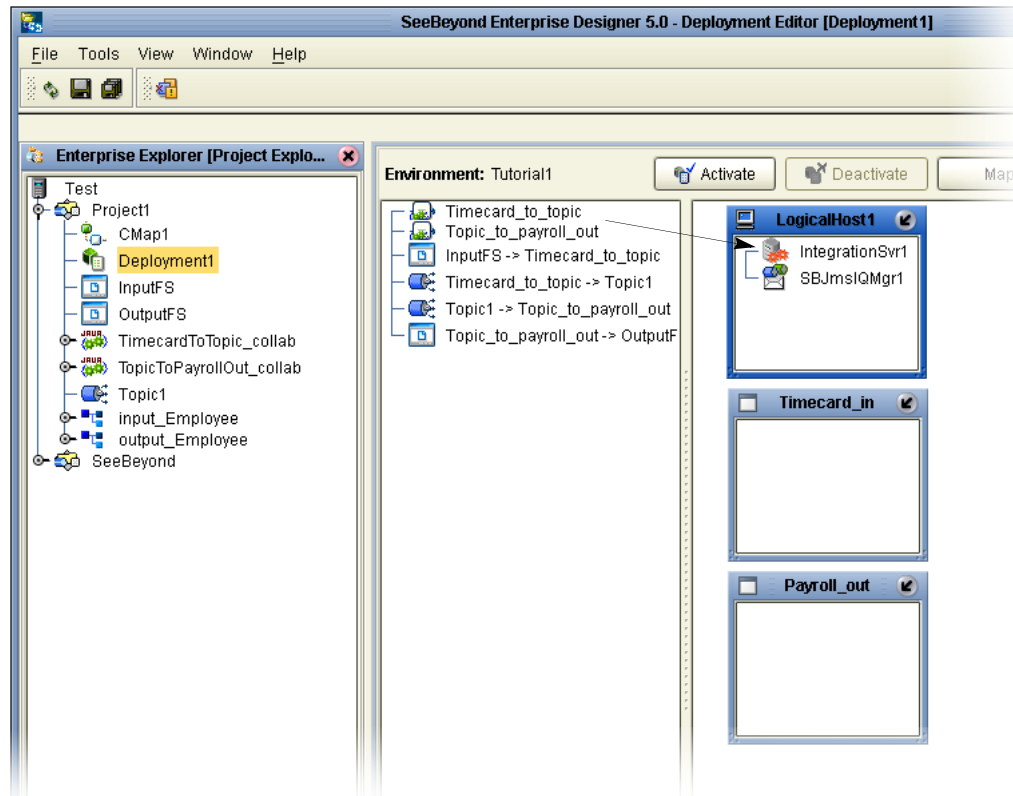 SeeBeyond Enterprise Designer 5.0 - Deployment Editor [Deployment1]
File Tools View Window Help
Enterprise Explorer [Project Explo...
Test
Project1
CMap1
Deployment1
InputFS
OutputFS
TimecardToTopic_collab
TopicToPayrollOut_collab
Topic1
input_Employee
output_Employee
SeeBeyond
Environment: Tutorial1
Activate
Deactivate
Map
Timecard_to_topic
Topic_to_payroll_out
InputFS -> Timecard_to_topic
Timecard_to_topic -> Topic1
Topic1 -> Topic_to_payroll_out
Topic_to_payroll_out -> OutputF
LogicalHost1
IntegrationSvr1
SBJmsIQMgr1
Timecard_in
Payroll_out